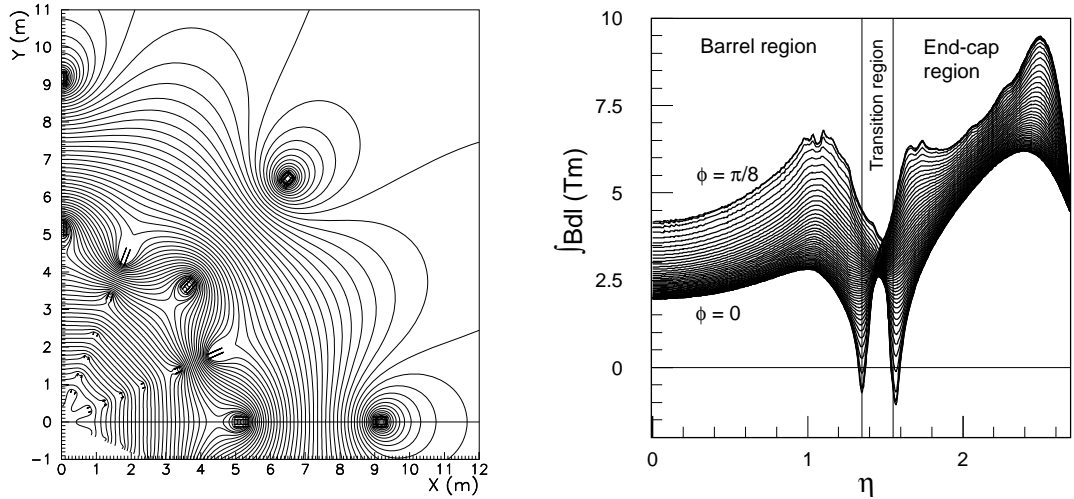 Y (m)
11
10
9
8
7
6
5
4
3
2
1
0
-1
0 1 2 3 4 5 6 7 8 9 10 11 12
X (m)
∫Bdl (Tm)
10
7.5
5
2.5
0
Barrel region
Transition region
End-cap
region
ϕ = π/8
ϕ = 0
0 1 2
η